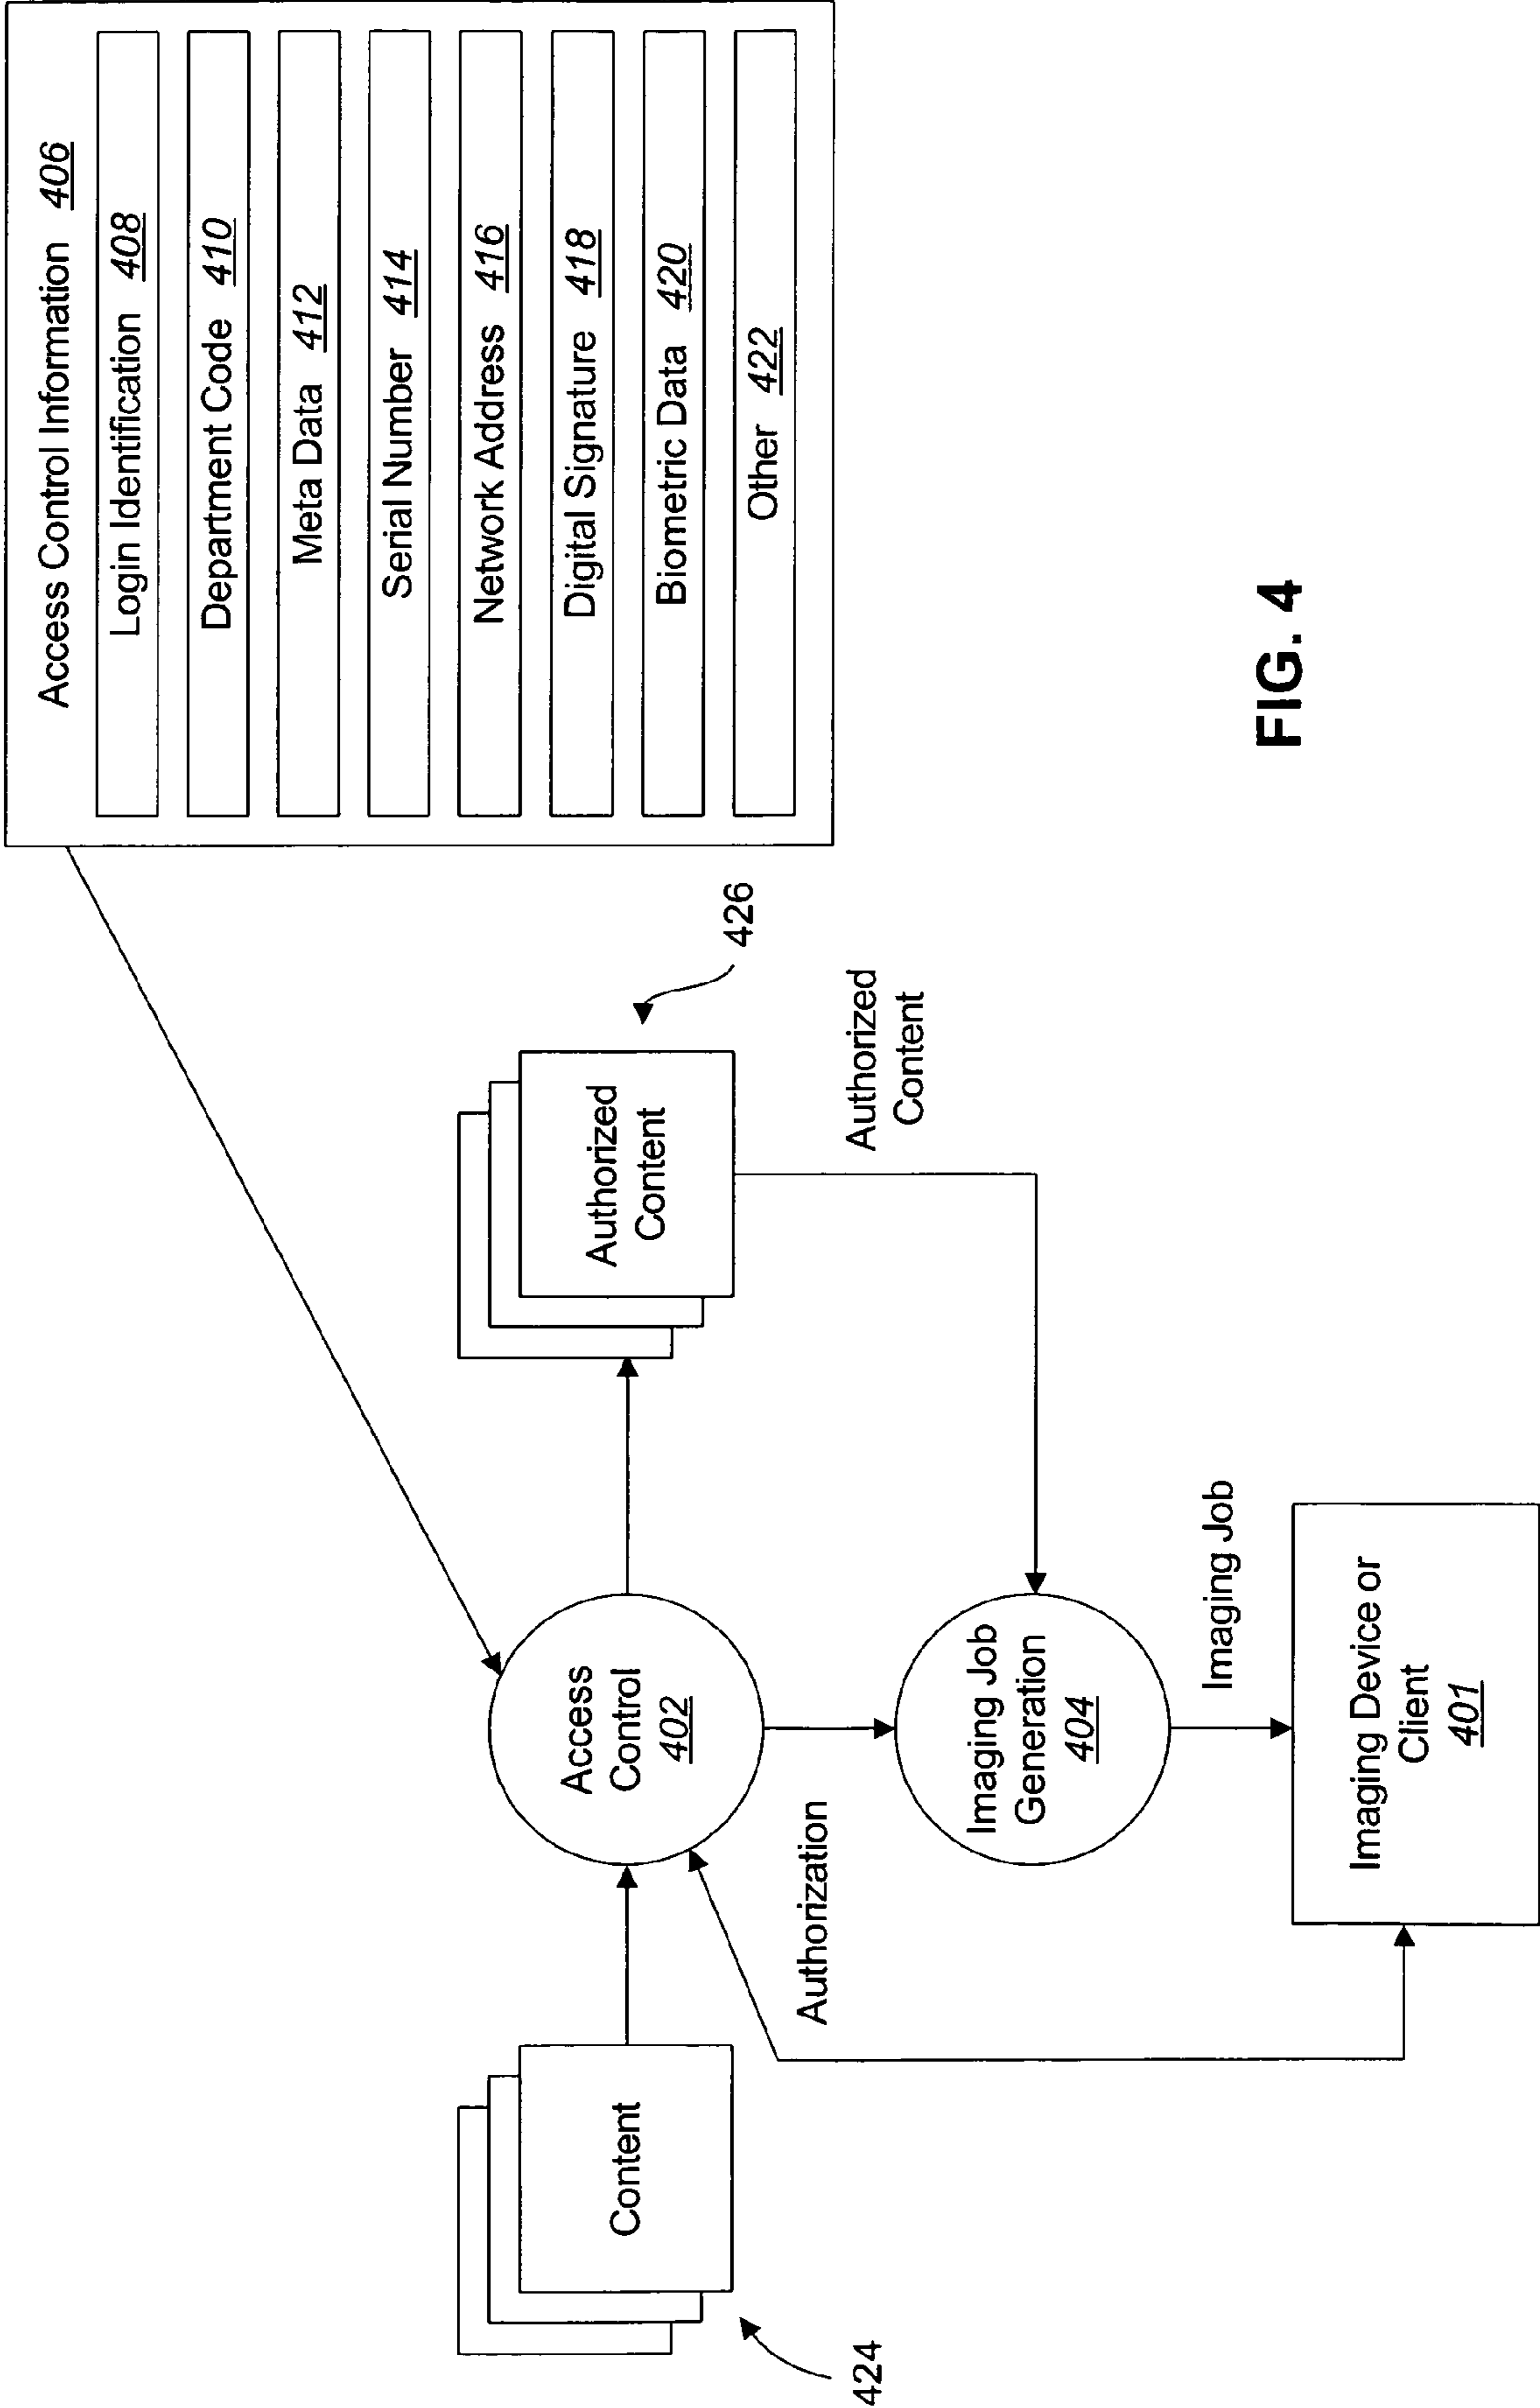 Access Control Information 406
Login Identification 408
Department Code 410
Meta Data 412
Serial Number 414
Network Address 416
Digital Signature 418
Biometric Data 420
Other 422
Content
424
Access
Control
402
Authorized
Content
426
Authorization
Authorized
Content
Imaging Job
Generation
404
Imaging Job
Imaging Device or
Client
401
FIG. 4